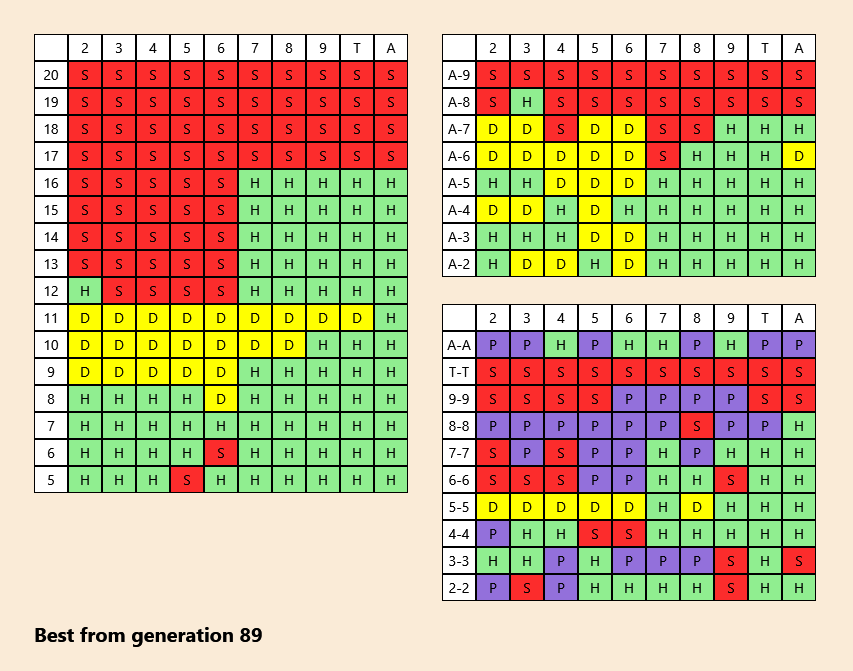 2 3 4 5 6 7 8 9 T A
20 S S S S S S S S S S
19 S S S S S S S S S S
18 S S S S S S S S S S
17 S S S S S S S S S S
16 S S S S S H H H H H
15 S S S S S H H H H H
14 S S S S S H H H H H
13 S S S S S H H H H H
12 H S S S S H H H H H
11 D D D D D D D D D H
10 D D D D D D D H H H
9 D D D D D H H H H H
8 H H H H D H H H H H
7 H H H H H H H H H H
6 H H H H S H H H H H
5 H H H S H H H H H H
2 3 4 5 6 7 8 9 T A
A-9 S S S S S S S S S S
A-8 S H S S S S S S S S
A-7 D D S D D S S H H H
A-6 D D D D D S H H H D
A-5 H H D D D H H H H H
A-4 D D H D H H H H H H
A-3 H H H D D H H H H H
A-2 H D D H D H H H H H
2 3 4 5 6 7 8 9 T A
A-A P P H P H H P H P P
T-T S S S S S S S S S S
9-9 S S S S P P P P S S
8-8 P P P P P P S P P H
7-7 S P S P P H P H H H
6-6 S S S P P H H S H H
5-5 D D D D D H D H H H
4-4 P H H S S H H H H H
3-3 H H P H P P P S H S
2-2 P S P H H H H S H H
Best from generation 89